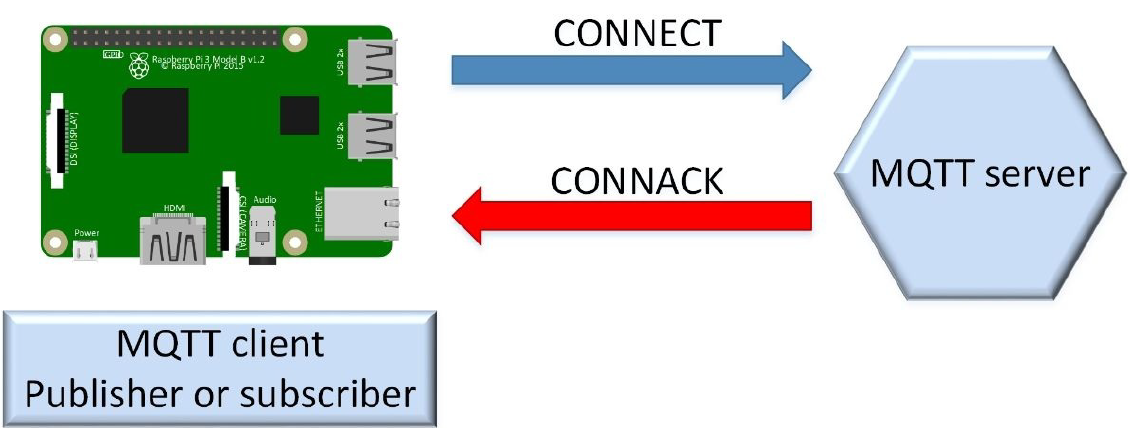 CONNECT
GPIO
Raspberry Pi 3 Model B v1.2
© Raspberry Pi 2015
USB 2x
DSI (DISPLAY)
USB 2x
CONNACK
MQTT server
ETHERNET
CSI (CAMERA)
Audio
HDMI
Power
MQTT client
Publisher or subscriber